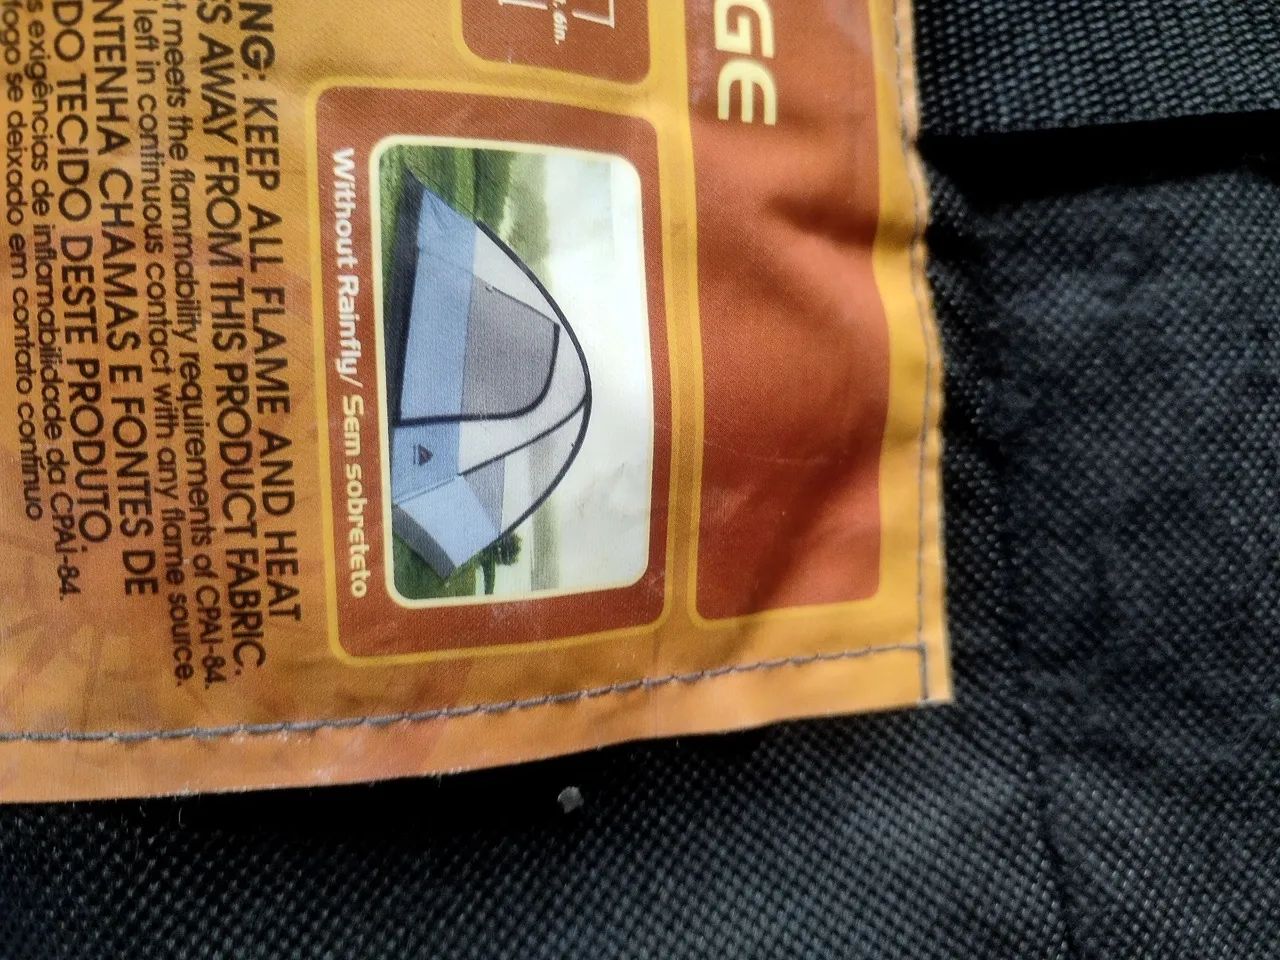 GE
6in.
Without Rainfly/ Sem sobreteto
KEEP ALL FLAME AND HEAT
AWAY FROM THIS PRODUCT FABRIC.
meets the flammability requirements of CPAI-84.
left in continuous contact with any flame source.
CHAMAS E FONTES DE
DO TECIDO DESTE PRODUTO.
exigências de inflamabilidade da CPAI-84.
fogo se deixado em contato contínuo